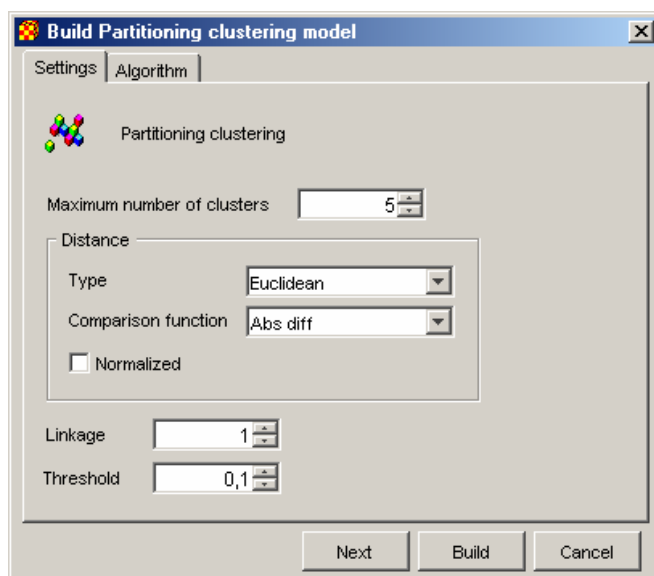 Build Partitioning clustering model
Settings Algorithm
Partitioning clustering
Maximum number of clusters 5
Distance
Type Euclidean
Comparison function Abs diff
Normalized
Linkage 1
Threshold 0,1
Next Build Cancel